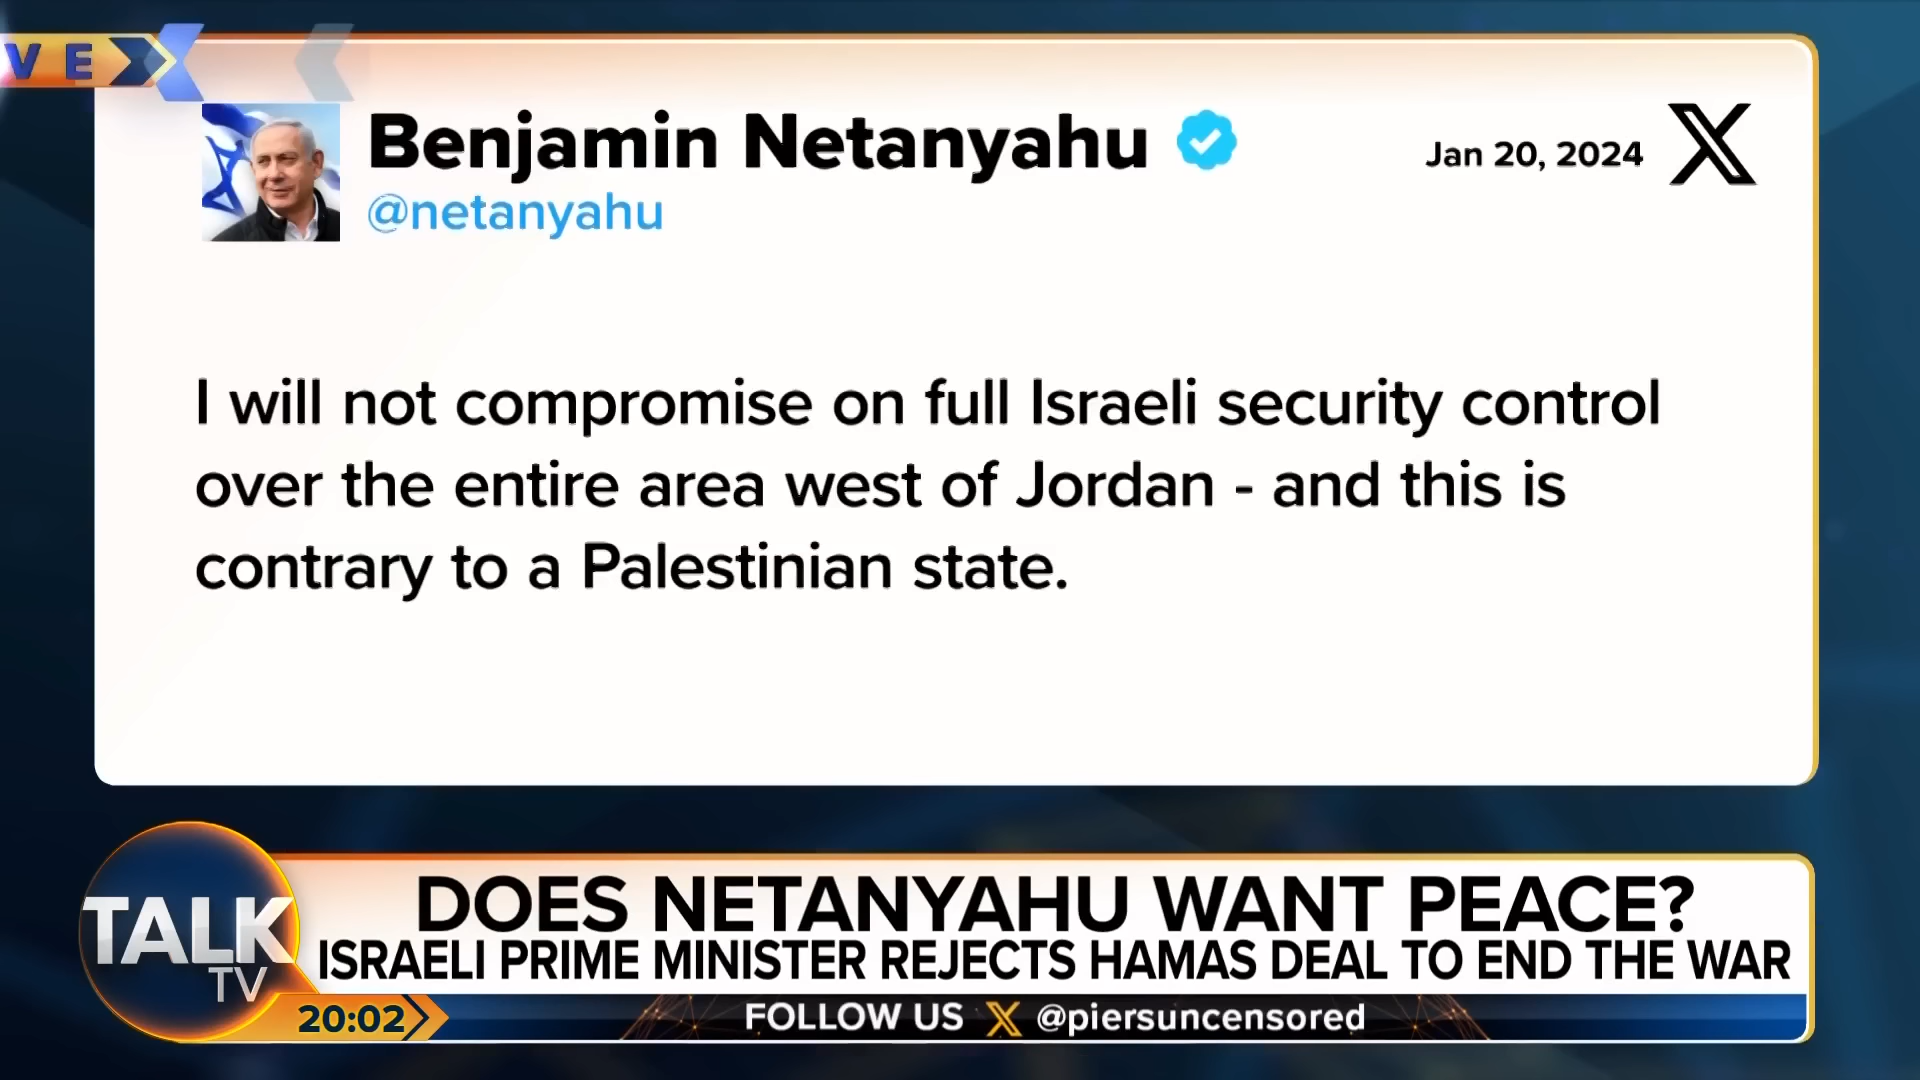 VE
Benjamin Netanyahu
@netanyahu
Jan 20, 2024
I will not compromise on full Israeli security control
over the entire area west of Jordan - and this is
contrary to a Palestinian state.
TALK
TV
DOES NETANYAHU WANT PEACE?
ISRAELI PRIME MINISTER REJECTS HAMAS DEAL TO END THE WAR
20:02
FOLLOW US X @piersuncensored